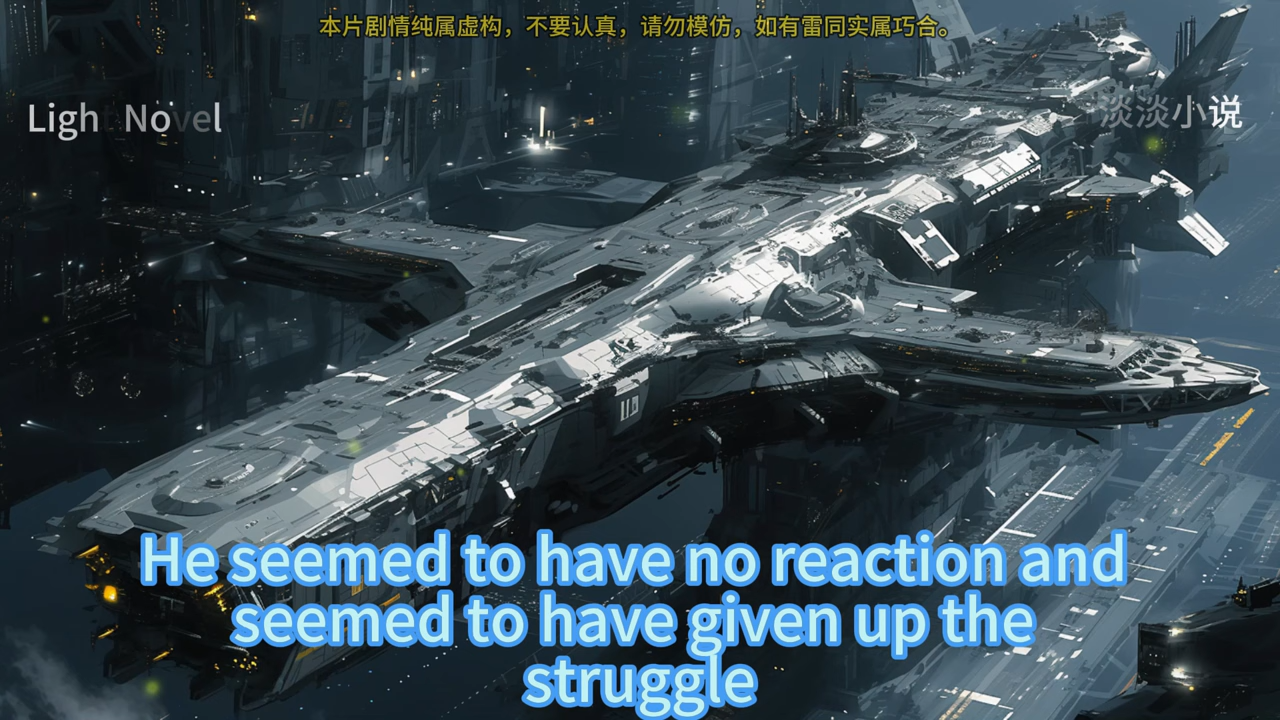 本片剧情纯属虚构，不要认真，请勿模仿，如有雷同实属巧合。
Light Novel
淡淡小说
He seemed to have no reaction and
seemed to have given up the
struggle